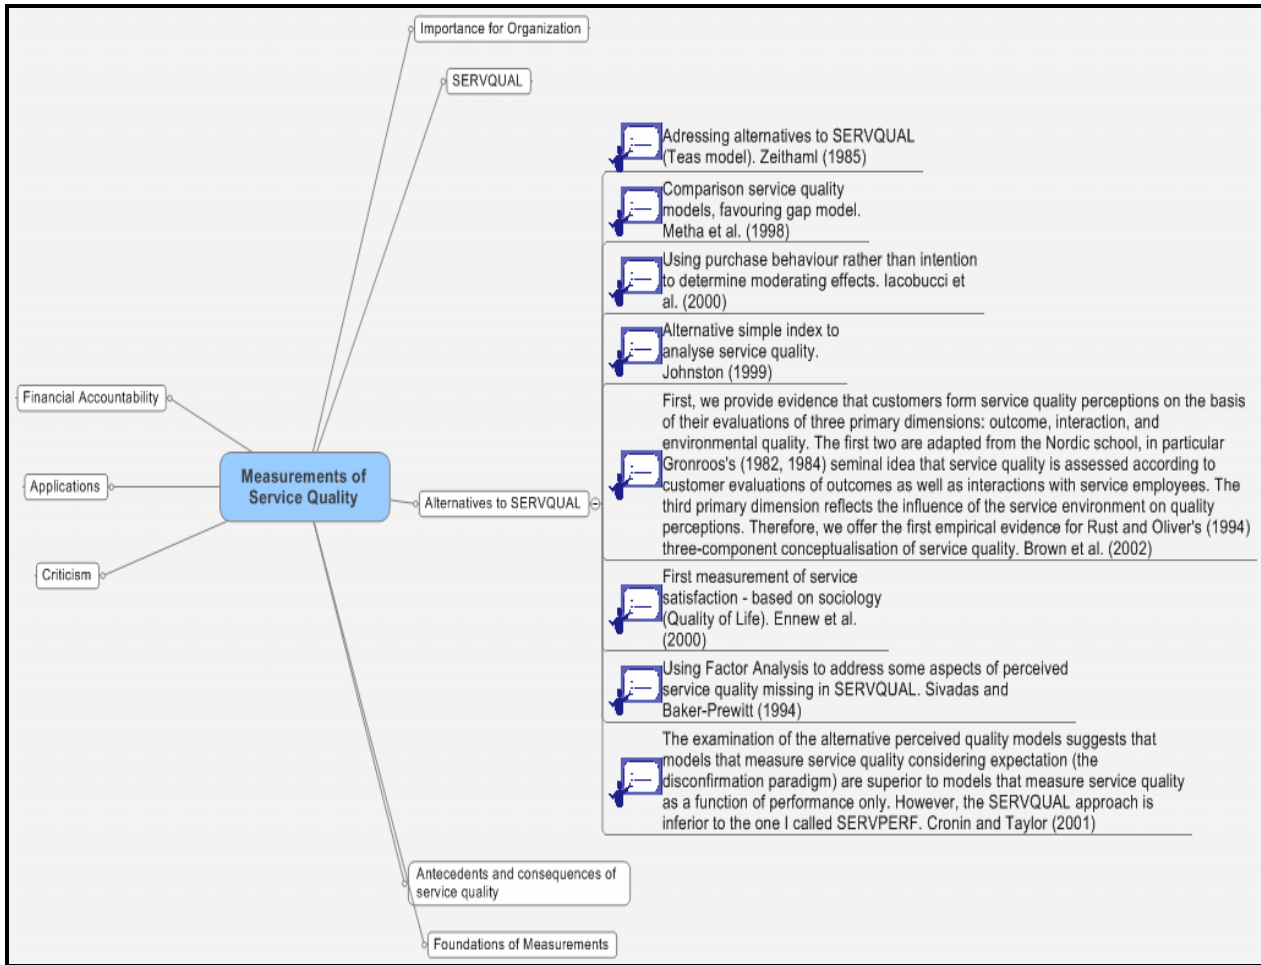 Importance for Organization
SERVQUAL
Adressing alternatives to SERVQUAL
(Teas model). Zeithaml (1985)
Comparison service quality
models, favouring gap model.
Metha et al. (1998)
Using purchase behaviour rather than intention
to determine moderating effects. Iacobucci et
al. (2000)
Alternative simple index to
analyse service quality.
Johnston (1999)
Financial Accountability
First, we provide evidence that customers form service quality perceptions on the basis
of their evaluations of three primary dimensions: outcome, interaction, and
environmental quality. The first two are adapted from the Nordic school, in particular
Gronroos's (1982, 1984) seminal idea that service quality is assessed according to
customer evaluations of outcomes as well as interactions with service employees. The
third primary dimension reflects the influence of the service environment on quality
perceptions. Therefore, we offer the first empirical evidence for Rust and Oliver's (1994)
three-component conceptualisation of service quality. Brown et al. (2002)
Measurements of
Service Quality
Applications
Alternatives to SERVQUAL
Criticism
First measurement of service
satisfaction - based on sociology
(Quality of Life). Ennew et al.
(2000)
Using Factor Analysis to address some aspects of perceived
service quality missing in SERVQUAL. Sivadas and
Baker-Prewitt (1994)
The examination of the alternative perceived quality models suggests that
models that measure service quality considering expectation (the
disconfirmation paradigm) are superior to models that measure service quality
as a function of performance only. However, the SERVQUAL approach is
inferior to the one I called SERVPERF. Cronin and Taylor (2001)
Antecedents and consequences of
service quality
Foundations of Measurements